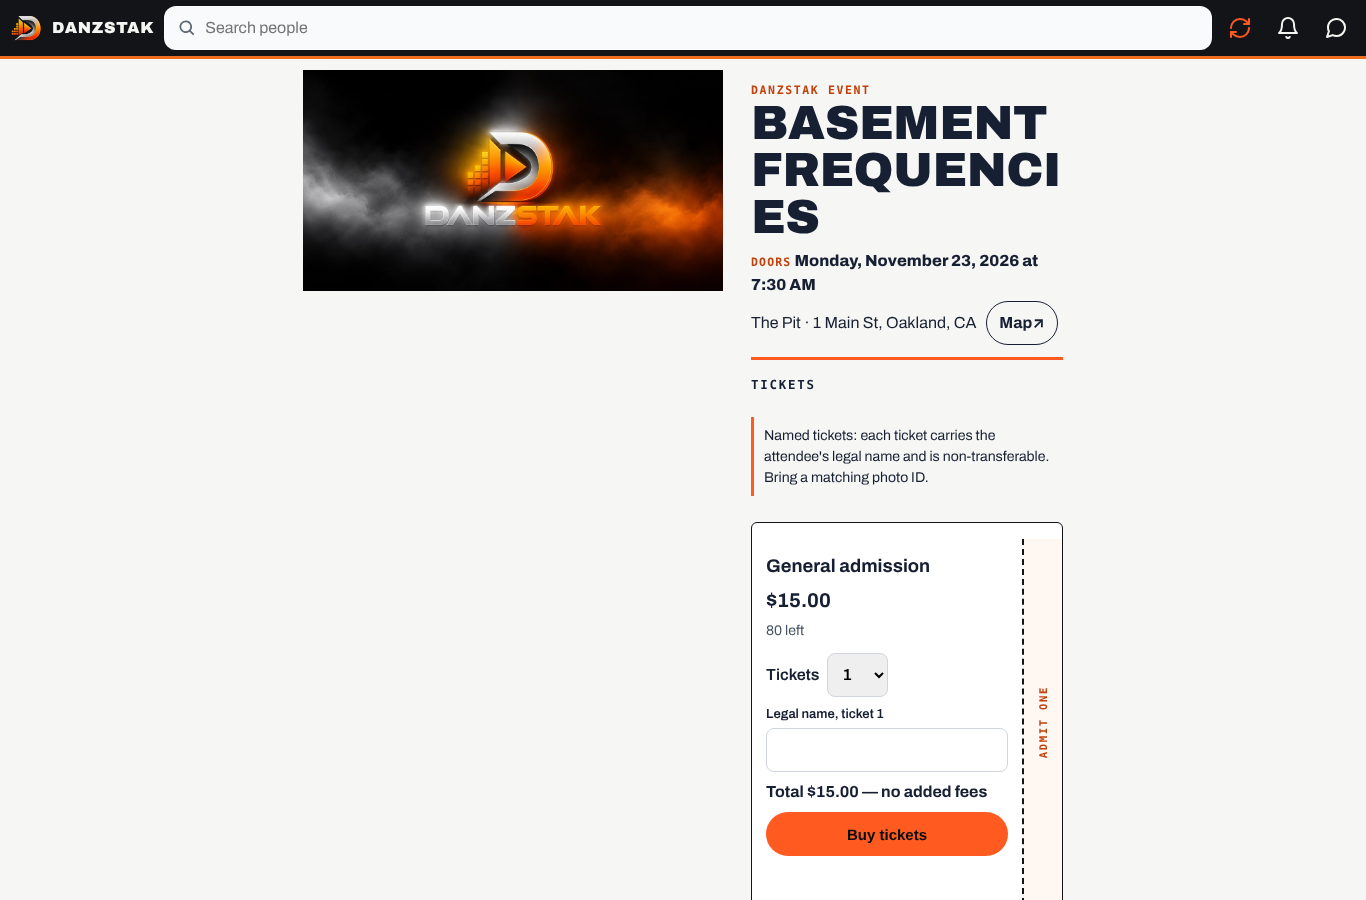 DANZSTAK
Search people
DANZSTAK
DANZSTAK EVENT
BASEMENT
FREQUENCI
ES
DOORS Monday, November 23, 2026 at
7:30 AM
The Pit · 1 Main St, Oakland, CA
Map
TICKETS
Named tickets: each ticket carries the
attendee's legal name and is non-transferable.
Bring a matching photo ID.
General admission
$15.00
80 left
Tickets 1
Legal name, ticket 1
Total $15.00 — no added fees
Buy tickets
ADMIT ONE